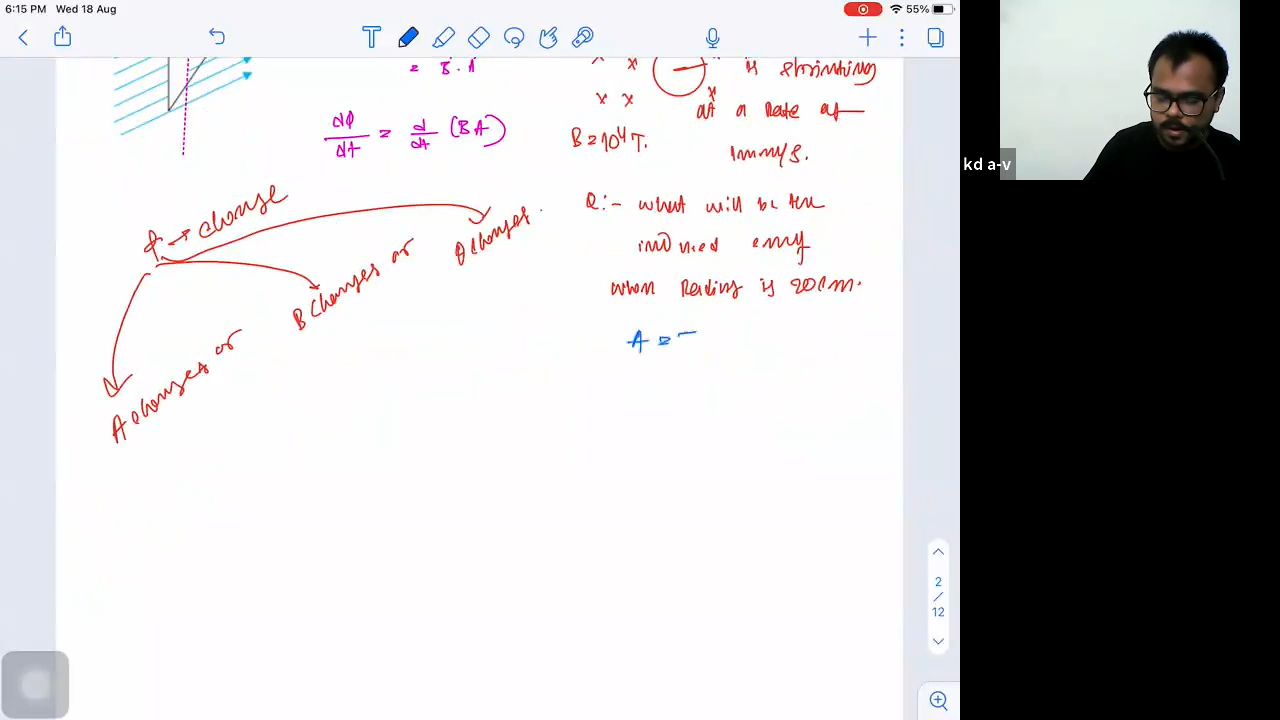 6:15 PM Wed 18 Aug
55%
= B . A
dϕ/dt = d/dt (BA)
is shrinking
at a rate of
1mm/s.
B = 10⁴ T.
ϕ → change
A changes or
B changes or
θ changes.
Q:- what will be the
induced emf
when Radius is 20cm.
A =
2
/
12
kd a-v